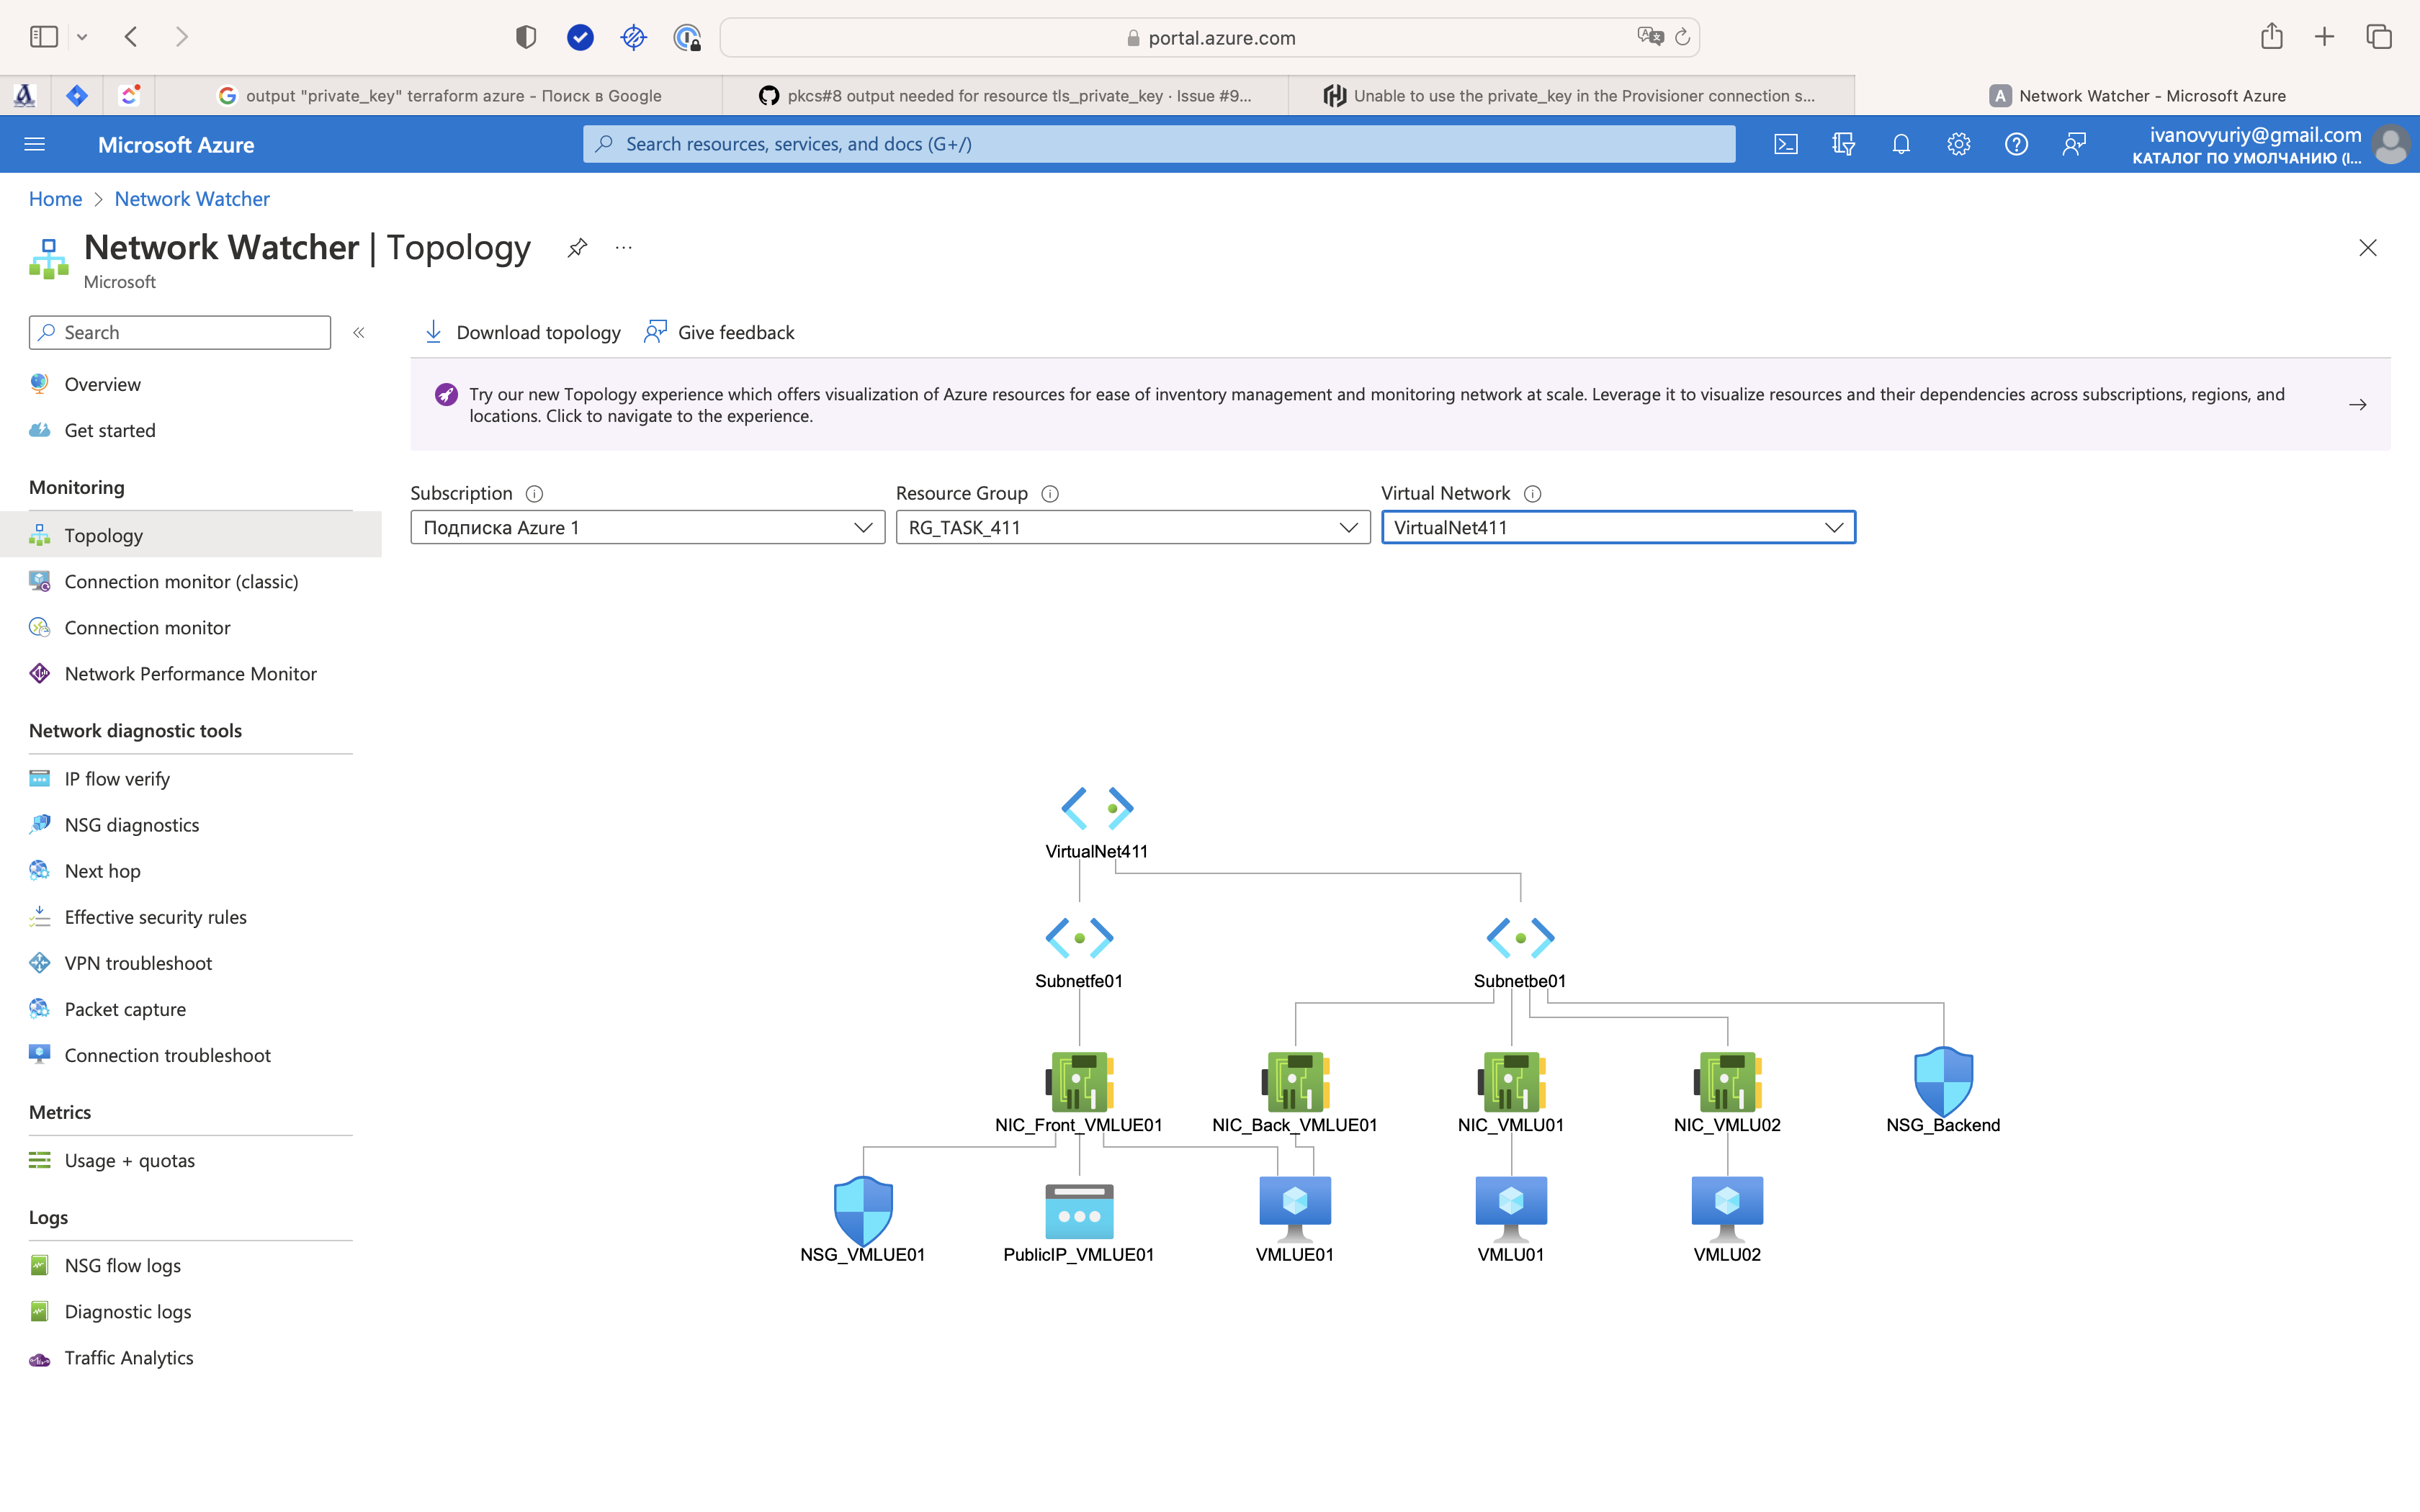 portal.azure.com
output "private_key" terraform azure - Поиск в Google
pkcs#8 output needed for resource tls_private_key · Issue #9...
Unable to use the private_key in the Provisioner connection s...
A Network Watcher - Microsoft Azure
Microsoft Azure
Search resources, services, and docs (G+/)
ivanovyuriy@gmail.com
КАТАЛОГ ПО УМОЛЧАНИЮ (I...
Home > Network Watcher
Network Watcher | Topology
Microsoft
Search
Download topology
Give feedback
Try our new Topology experience which offers visualization of Azure resources for ease of inventory management and monitoring network at scale. Leverage it to visualize resources and their dependencies across subscriptions, regions, and
locations. Click to navigate to the experience.
Overview
Get started
Monitoring
Topology
Connection monitor (classic)
Connection monitor
Network Performance Monitor
Network diagnostic tools
IP flow verify
NSG diagnostics
Next hop
Effective security rules
VPN troubleshoot
Packet capture
Connection troubleshoot
Metrics
Usage + quotas
Logs
NSG flow logs
Diagnostic logs
Traffic Analytics
Subscription
Подписка Azure 1
Resource Group
RG_TASK_411
Virtual Network
VirtualNet411
VirtualNet411
Subnetfe01
Subnetbe01
NIC_Front_VMLUE01
NIC_Back_VMLUE01
NIC_VMLU01
NIC_VMLU02
NSG_Backend
NSG_VMLUE01
PublicIP_VMLUE01
VMLUE01
VMLU01
VMLU02